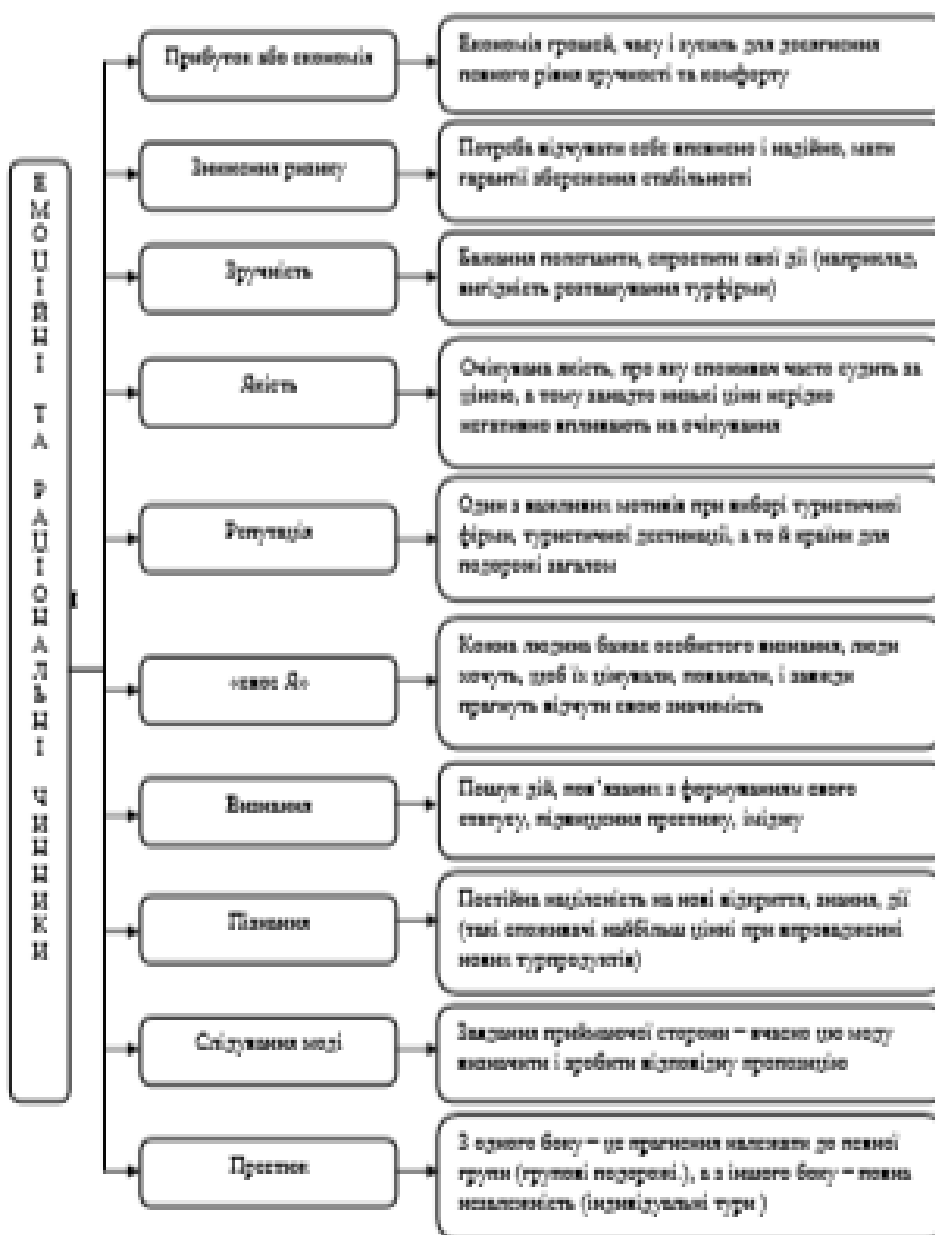 ЕМОЦІЙНІ ТА РАЦІОНАЛЬНІ ЧИННИКИ
Прибуток або економія
Економія грошей, часу і зусиль для досягнення
певного рівня зручності та комфорту
Зниження ризику
Потреба відчувати себе впевнено і надійно, мати
гарантії збереження стабільності
Зручність
Бажання полегшити, спростити свої дії (наприклад,
вигідність розташування турфірми)
Якість
Очікувана якість, про яку споживач часто судить за
ціною, а тому занадто низькі ціни нерідко
негативно впливають на очікування
Репутація
Один з важливих мотивів при виборі туристичної
фірми, туристичної дестинації, а то й країни для
подорожі загалом
«своє Я»
Кожна людина бажає особистого визнання, люди
хочуть, щоб їх цінували, поважали, і завжди
прагнуть відчути свою значимість
Визнання
Пошук дій, пов'язаних з формуванням свого
статусу, підвищення престижу, іміджу
Пізнання
Постійна націленість на нові відкриття, знання, дії
(такі споживачі найбільш цінні при впровадженні
нових турпродуктів)
Слідування моді
Завдання приймаючої сторони – вчасно цю моду
визначити і зробити відповідну пропозицію
Престиж
З одного боку – це прагнення належати до певної
групи (групові подорожі.), а з іншого боку – повна
незалежність (індивідуальні тури )